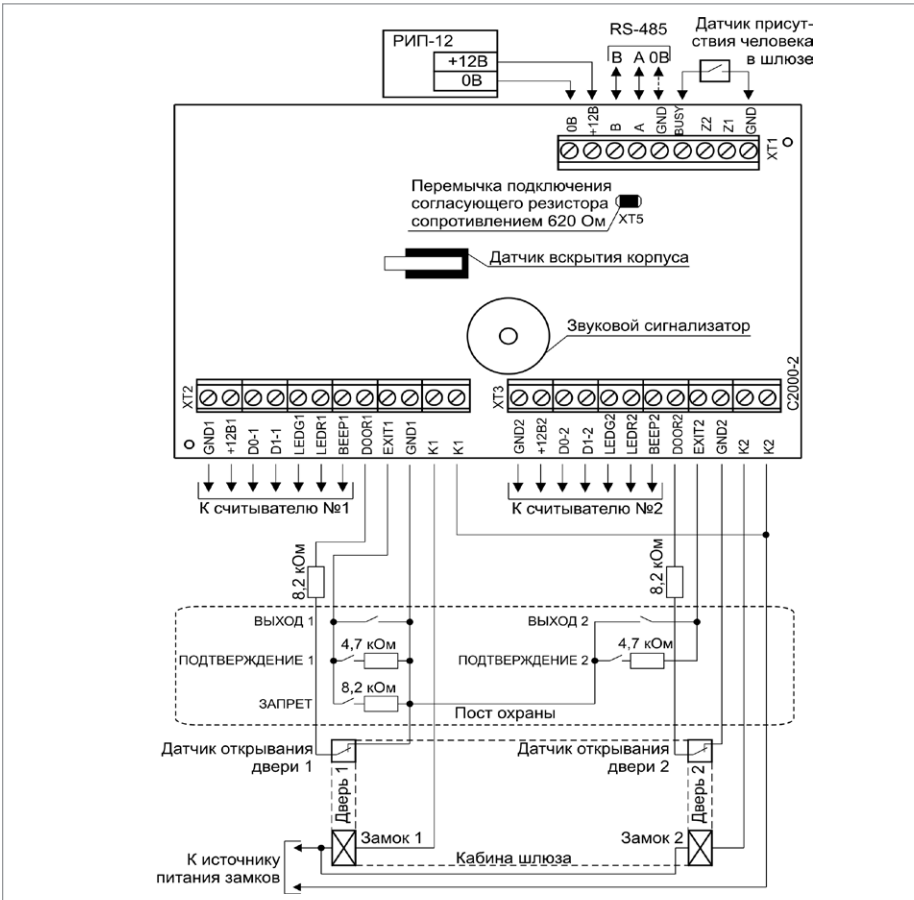 РИП-12
+12В
0В
RS-485
B A 0В
Датчик присут-
ствия человека
в шлюзе
0В
+12В
B
A
GND
BUSY
Z2
Z1
GND
XT1
Перемычка подключения
согласующего резистора
сопротивлением 620 Ом
XT5
Датчик вскрытия корпуса
Звуковой сигнализатор
С2000-2
XT2
XT3
GND1
+12В1
D0-1
D1-1
LEDG1
LEDR1
BEEP1
DOOR1
EXIT1
GND1
K1
K1
GND2
+12В2
D0-2
D1-2
LEDG2
LEDR2
BEEP2
DOOR2
EXIT2
GND2
K2
K2
К считывателю №1
К считывателю №2
8,2 кОм
8,2 кОм
ВЫХОД 1
ВЫХОД 2
4,7 кОм
4,7 кОм
ПОДТВЕРЖДЕНИЕ 1
ПОДТВЕРЖДЕНИЕ 2
8,2 кОм
ЗАПРЕТ
Пост охраны
Датчик открывания
двери 1
Датчик открывания
двери 2
Дверь 1
Дверь 2
Замок 1
Замок 2
Кабина шлюза
К источнику
питания замков